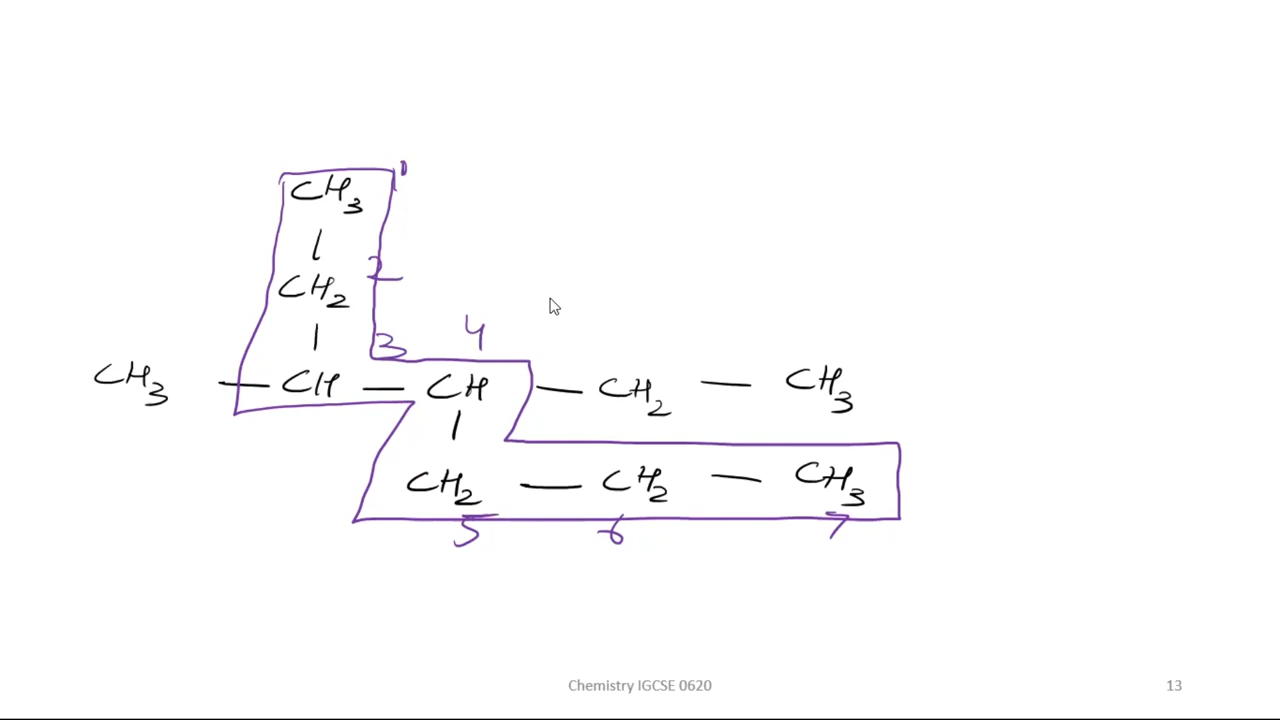 1
CH3
|
2
CH2
|
3 4
CH3 — CH — CH — CH2 — CH3
|
CH2 — CH2 — CH3
5 6 7
Chemistry IGCSE 0620 13